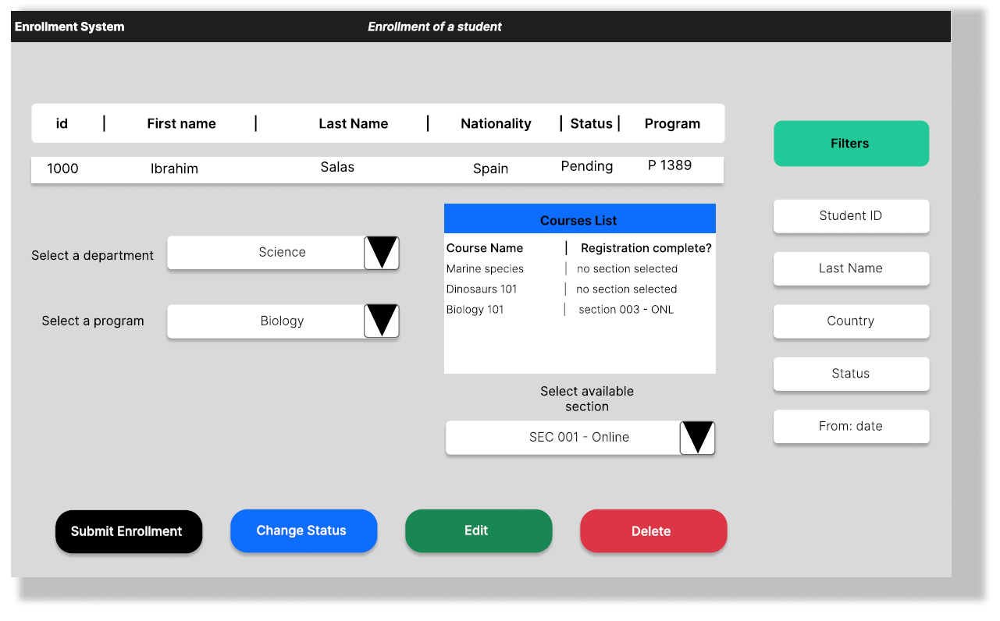 Enrollment System
Enrollment of a student
id | First name | Last Name | Nationality | Status | Program
1000 Ibrahim Salas Spain Pending P 1389
Filters
Student ID
Last Name
Country
Status
From: date
Select a department Science
Select a program Biology
Courses List
Course Name | Registration complete?
Marine species | no section selected
Dinosaurs 101 | no section selected
Biology 101 | section 003 - ONL
Select available
section
SEC 001 - Online
Submit Enrollment
Change Status
Edit
Delete